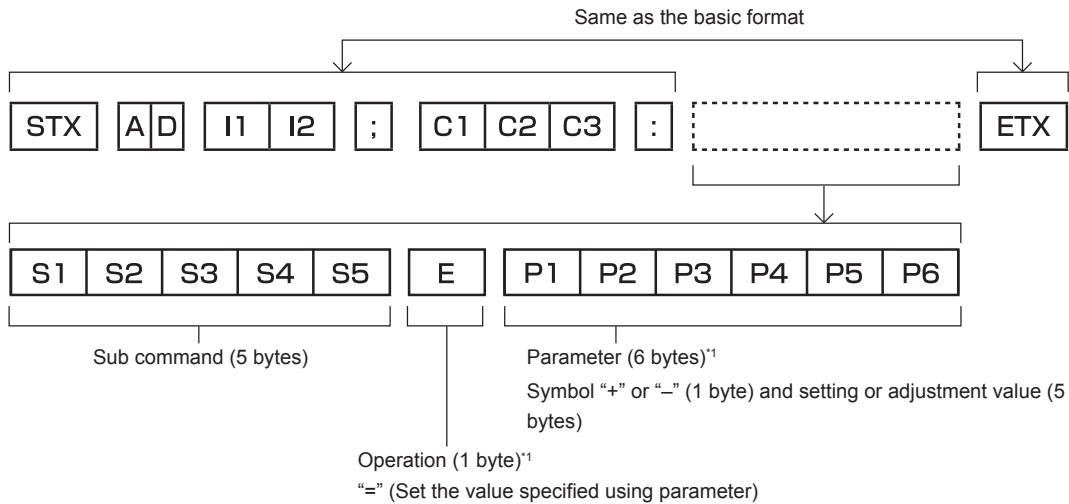 Same as the basic format
STX A D I1 I2 ; C1 C2 C3 : ETX
S1 S2 S3 S4 S5 E P1 P2 P3 P4 P5 P6
Sub command (5 bytes)
Parameter (6 bytes)*1
Symbol “+” or “–” (1 byte) and setting or adjustment value (5
bytes)
Operation (1 byte)*1
“=” (Set the value specified using parameter)